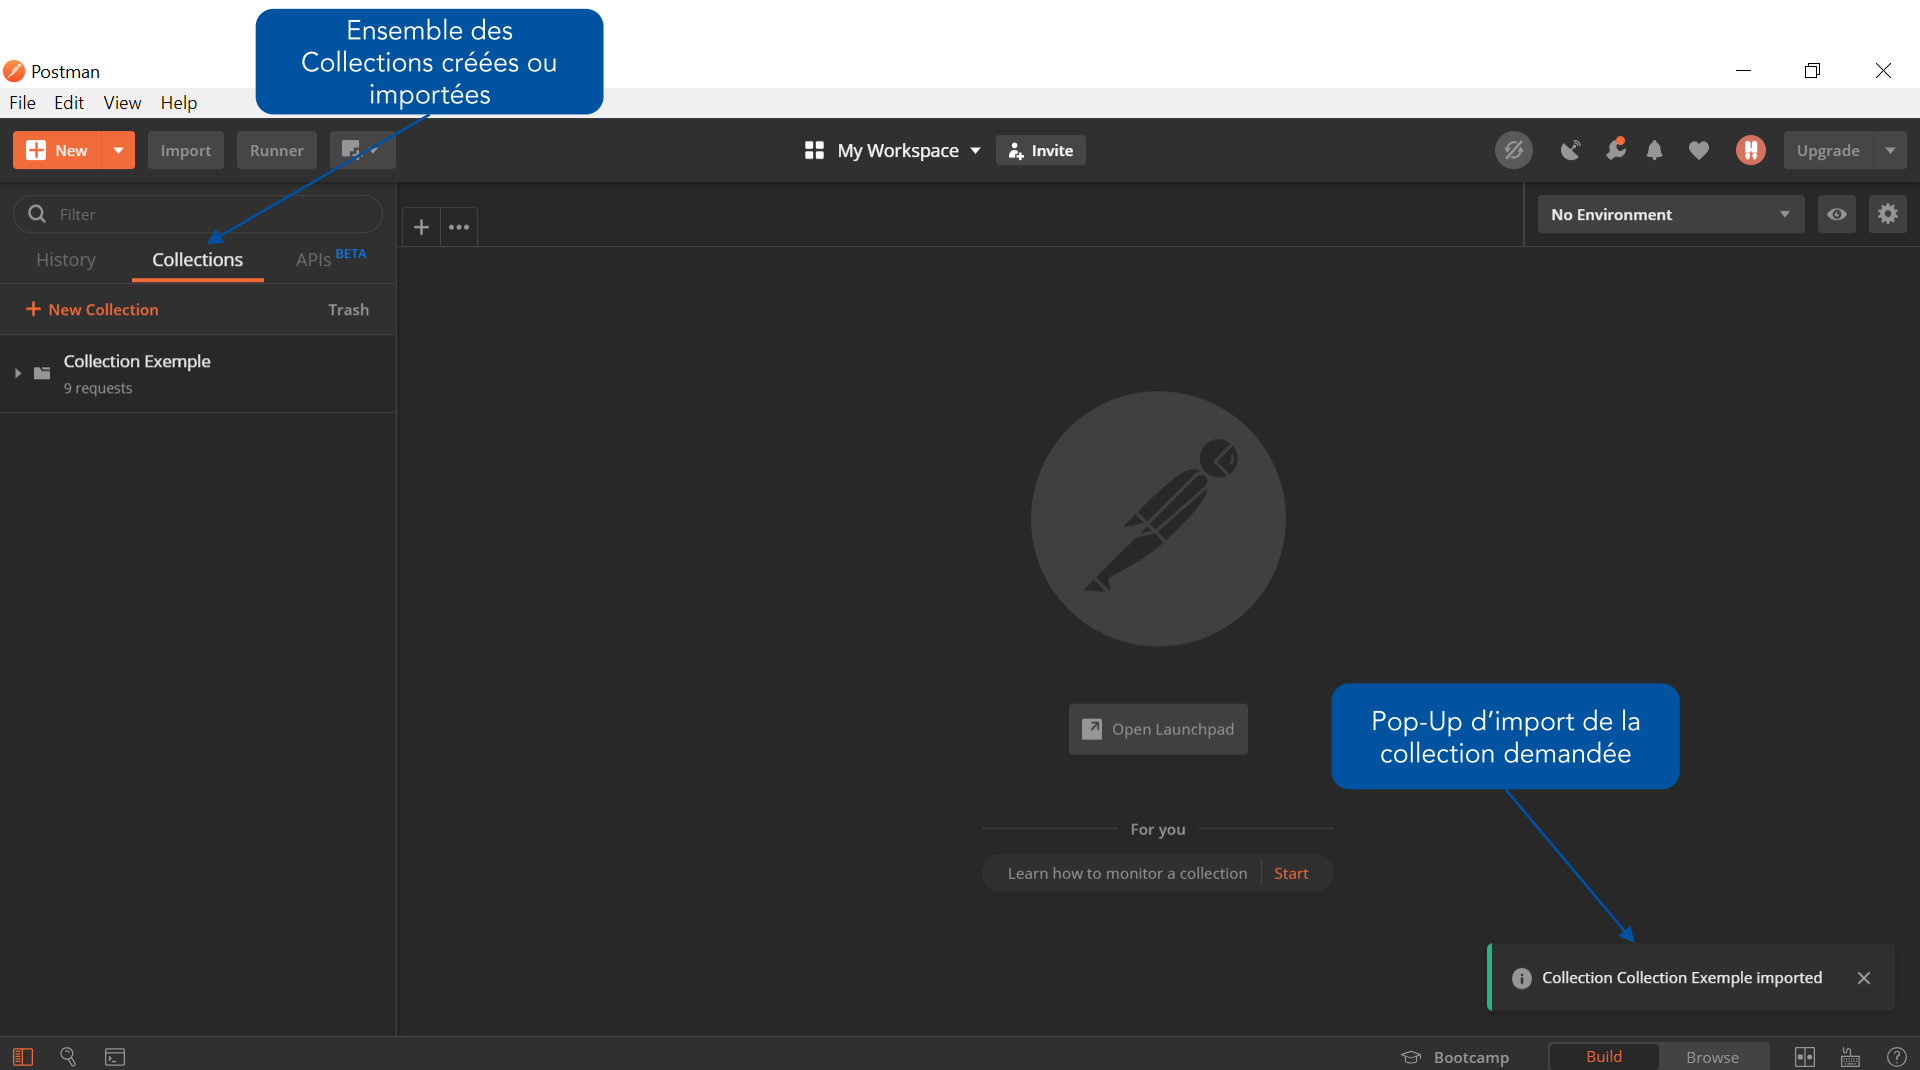 Ensemble des
Collections créées ou
importées
Postman
File Edit View Help
New Import Runner
My Workspace Invite
Upgrade
Filter
No Environment
History Collections APIs BETA
+ New Collection Trash
Collection Exemple
9 requests
Open Launchpad
Pop-Up d’import de la
collection demandée
For you
Learn how to monitor a collection Start
Collection Collection Exemple imported
Bootcamp Build Browse